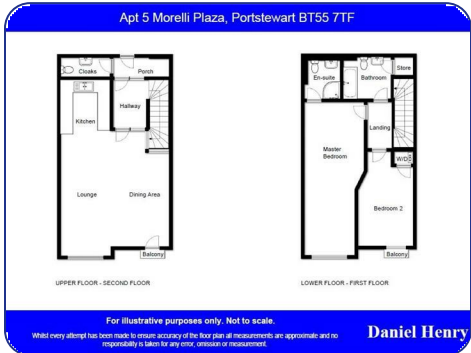 Apt 5 Morelli Plaza, Portstewart BT55 7TF
Cloaks
Porch
Hallway
Kitchen
Lounge
Dining Area
Balcony
UPPER FLOOR - SECOND FLOOR
En-suite
Bathroom
Store
Landing
Master
Bedroom
W/D
Bedroom 2
Balcony
LOWER FLOOR - FIRST FLOOR
For illustrative purposes only. Not to scale.
Whilst every attempt has been made to ensure accuracy of the floor plan all measurements are approximate and no
responsibility is taken for any error, omission or measurement.
Daniel Henry